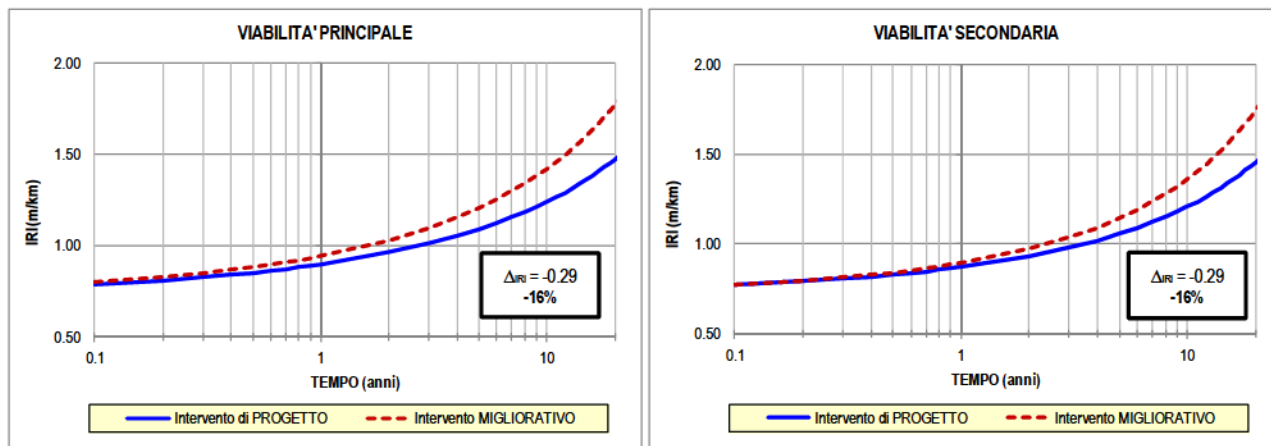 VIABILITA' PRINCIPALE
2.00
1.50
1.00
0.50
IRI (m/km)
0.1
1
10
TEMPO (anni)
ΔIRI = -0.29
-16%
Intervento di PROGETTO
Intervento MIGLIORATIVO
VIABILITA' SECONDARIA
2.00
1.50
1.00
0.50
IRI (m/km)
0.1
1
10
TEMPO (anni)
ΔIRI = -0.29
-16%
Intervento di PROGETTO
Intervento MIGLIORATIVO